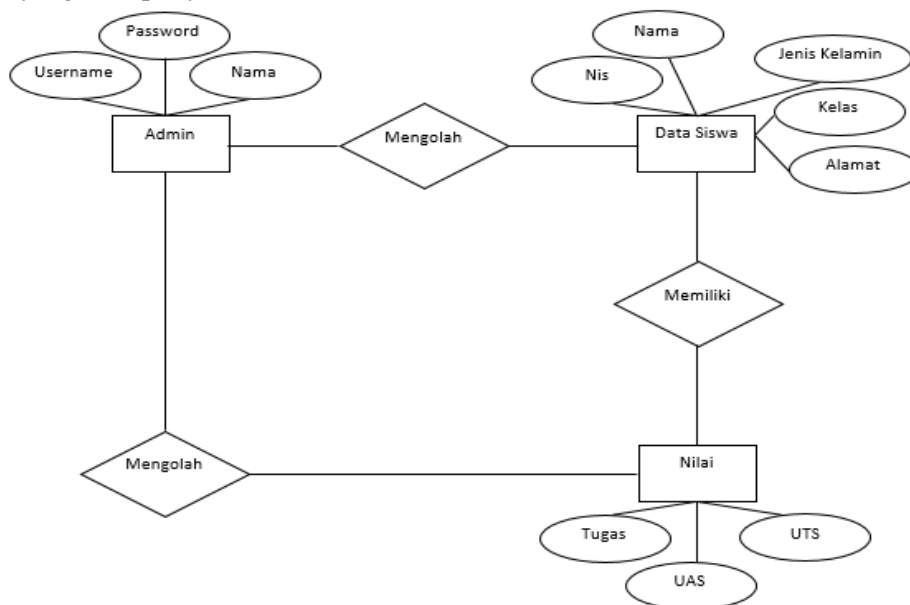 Password
Nama
Username
Nama
Nis
Jenis Kelamin
Kelas
Admin
Mengolah
Data Siswa
Alamat
Memiliki
Mengolah
Nilai
Tugas
UTS
UAS